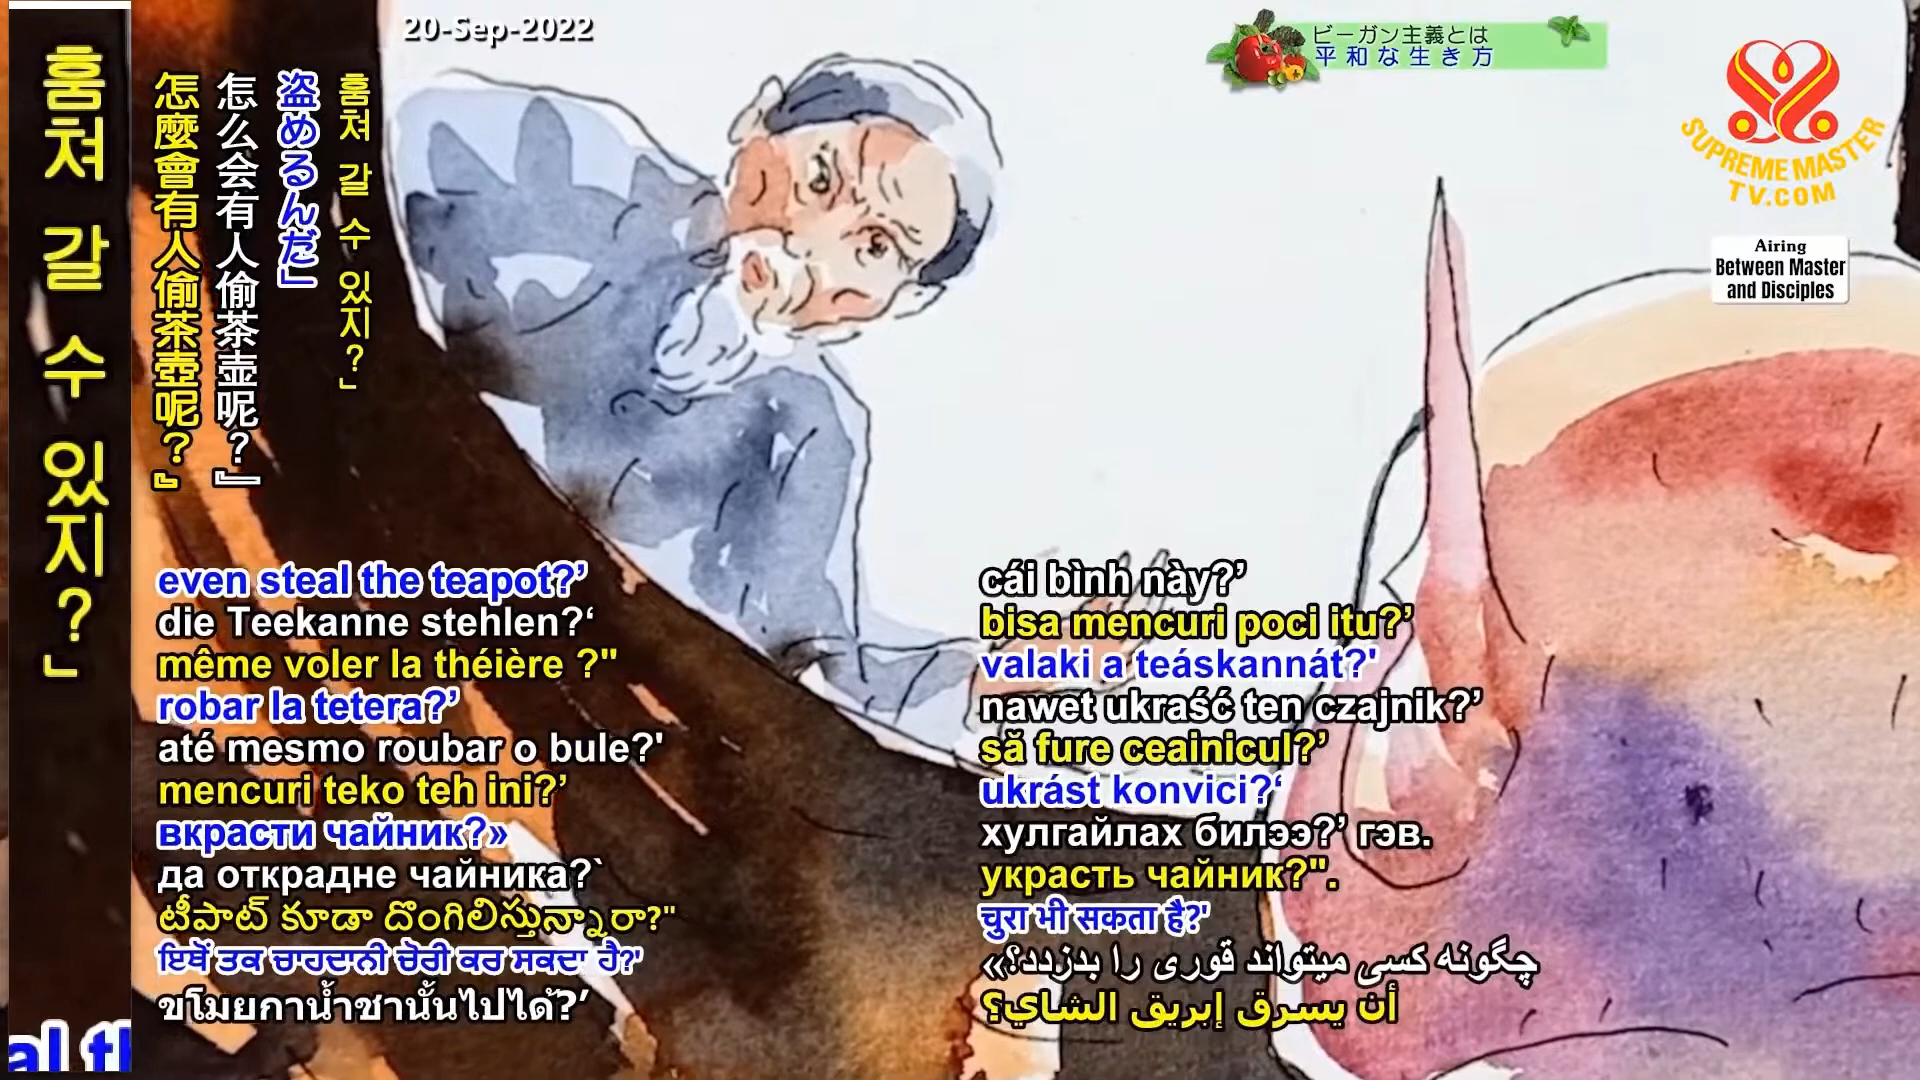 20-Sep-2022
ビーガン主義とは
平和な生き方
SUPREME MASTER
TV.COM
Airing
Between Master
and Disciples
훔쳐 갈 수 있지?」
훔쳐 갈 수 있지?」
盗めるんだ」
怎么会有人偷茶壶呢?』
怎麼會有人偷茶壺呢?』
even steal the teapot?’
die Teekanne stehlen?‘
même voler la théière ?"
robar la tetera?’
até mesmo roubar o bule?'
mencuri teko teh ini?’
вкрасти чайник?»
да открадне чайника?`
టీపాట్ కూడా దొంగిలిస్తున్నారా?"
ਇਥੋਂ ਤਕ ਚਾਹਦਾਨੀ ਚੋਰੀ ਕਰ ਸਕਦਾ ਹੈ?'
ขโมยกาน้ำชานั้นไปได้?’
cái bình này?’
bisa mencuri poci itu?’
valaki a teáskannát?'
nawet ukraść ten czajnik?’
să fure ceainicul?’
ukrást konvici?‘
хулгайлах билээ?’ гэв.
украсть чайник?".
चुरा भी सकता है?'
چگونه کسی میتواند قوری را بدزدد؟»
أن يسرق إبريق الشاي؟
al th